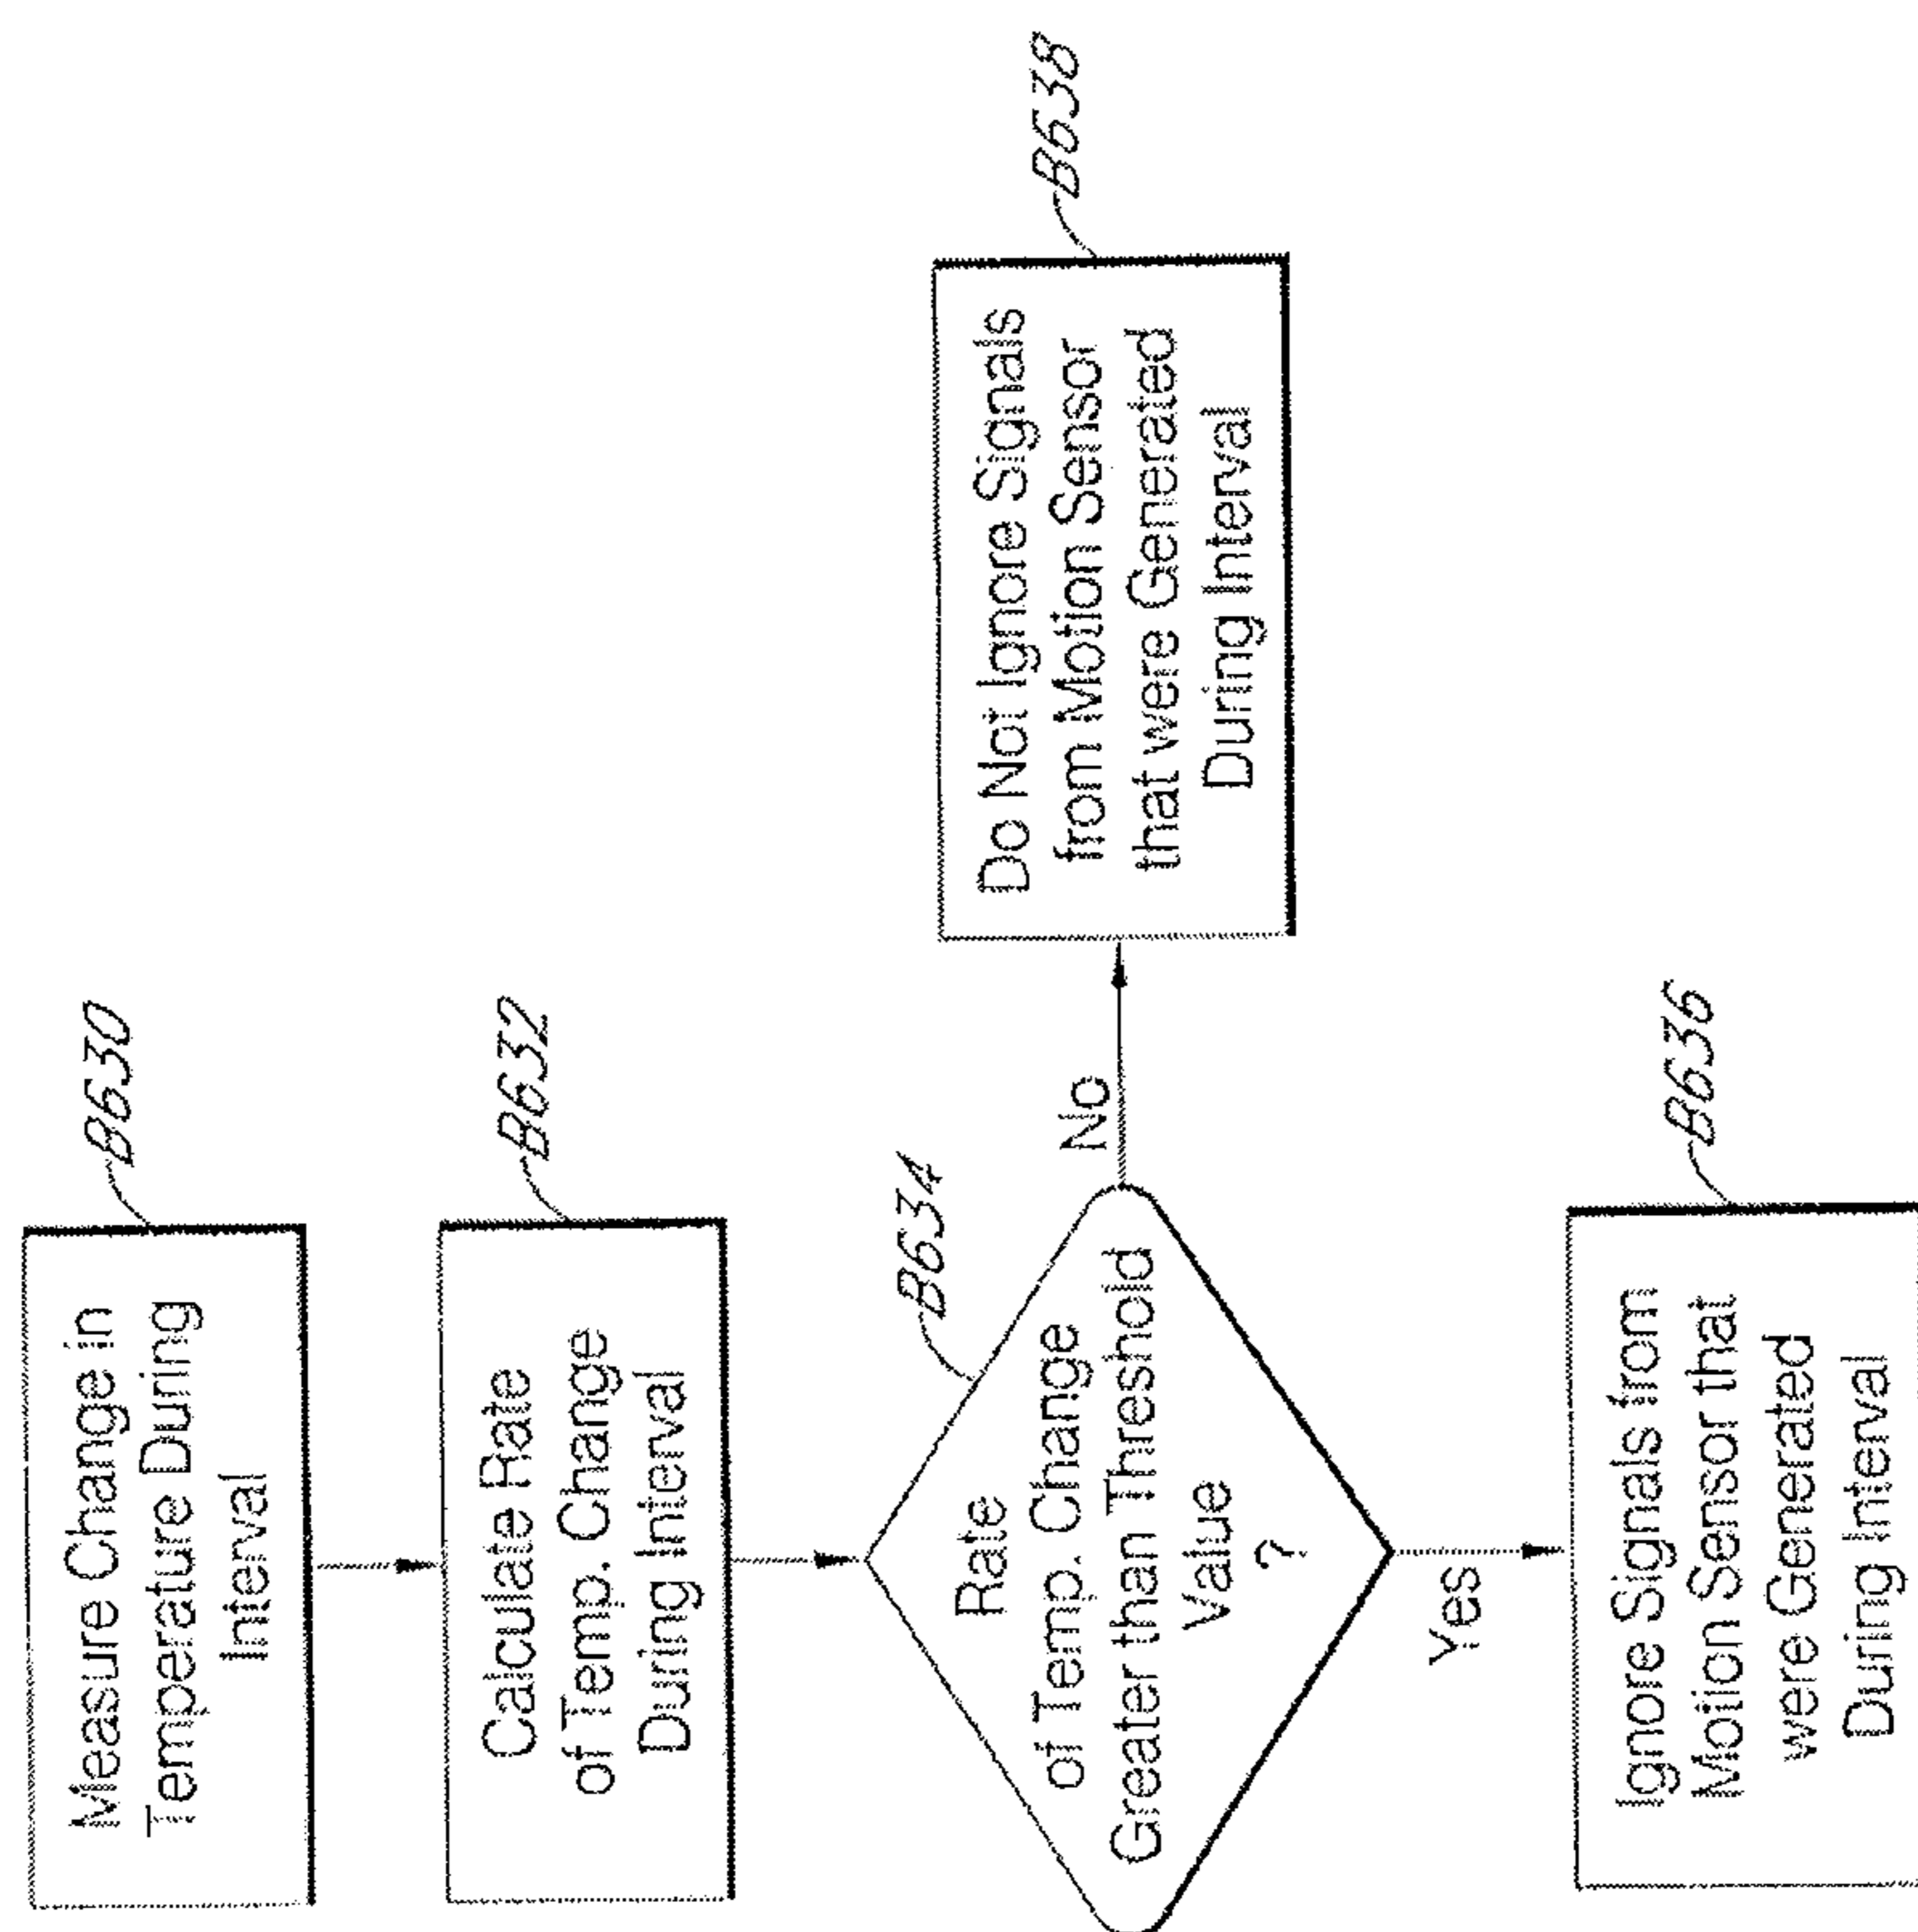 B630
Measure Change in
Temperature During
Interval
B632
Calculate Rate
of Temp. Change
During Interval
B634
Rate
of Temp. Change
Greater than Threshold
Value
?
No
B638
Do Not Ignore Signals
from Motion Sensor
that were Generated
During Interval
Yes
B636
Ignore Signals from
Motion Sensor that
were Generated
During Interval